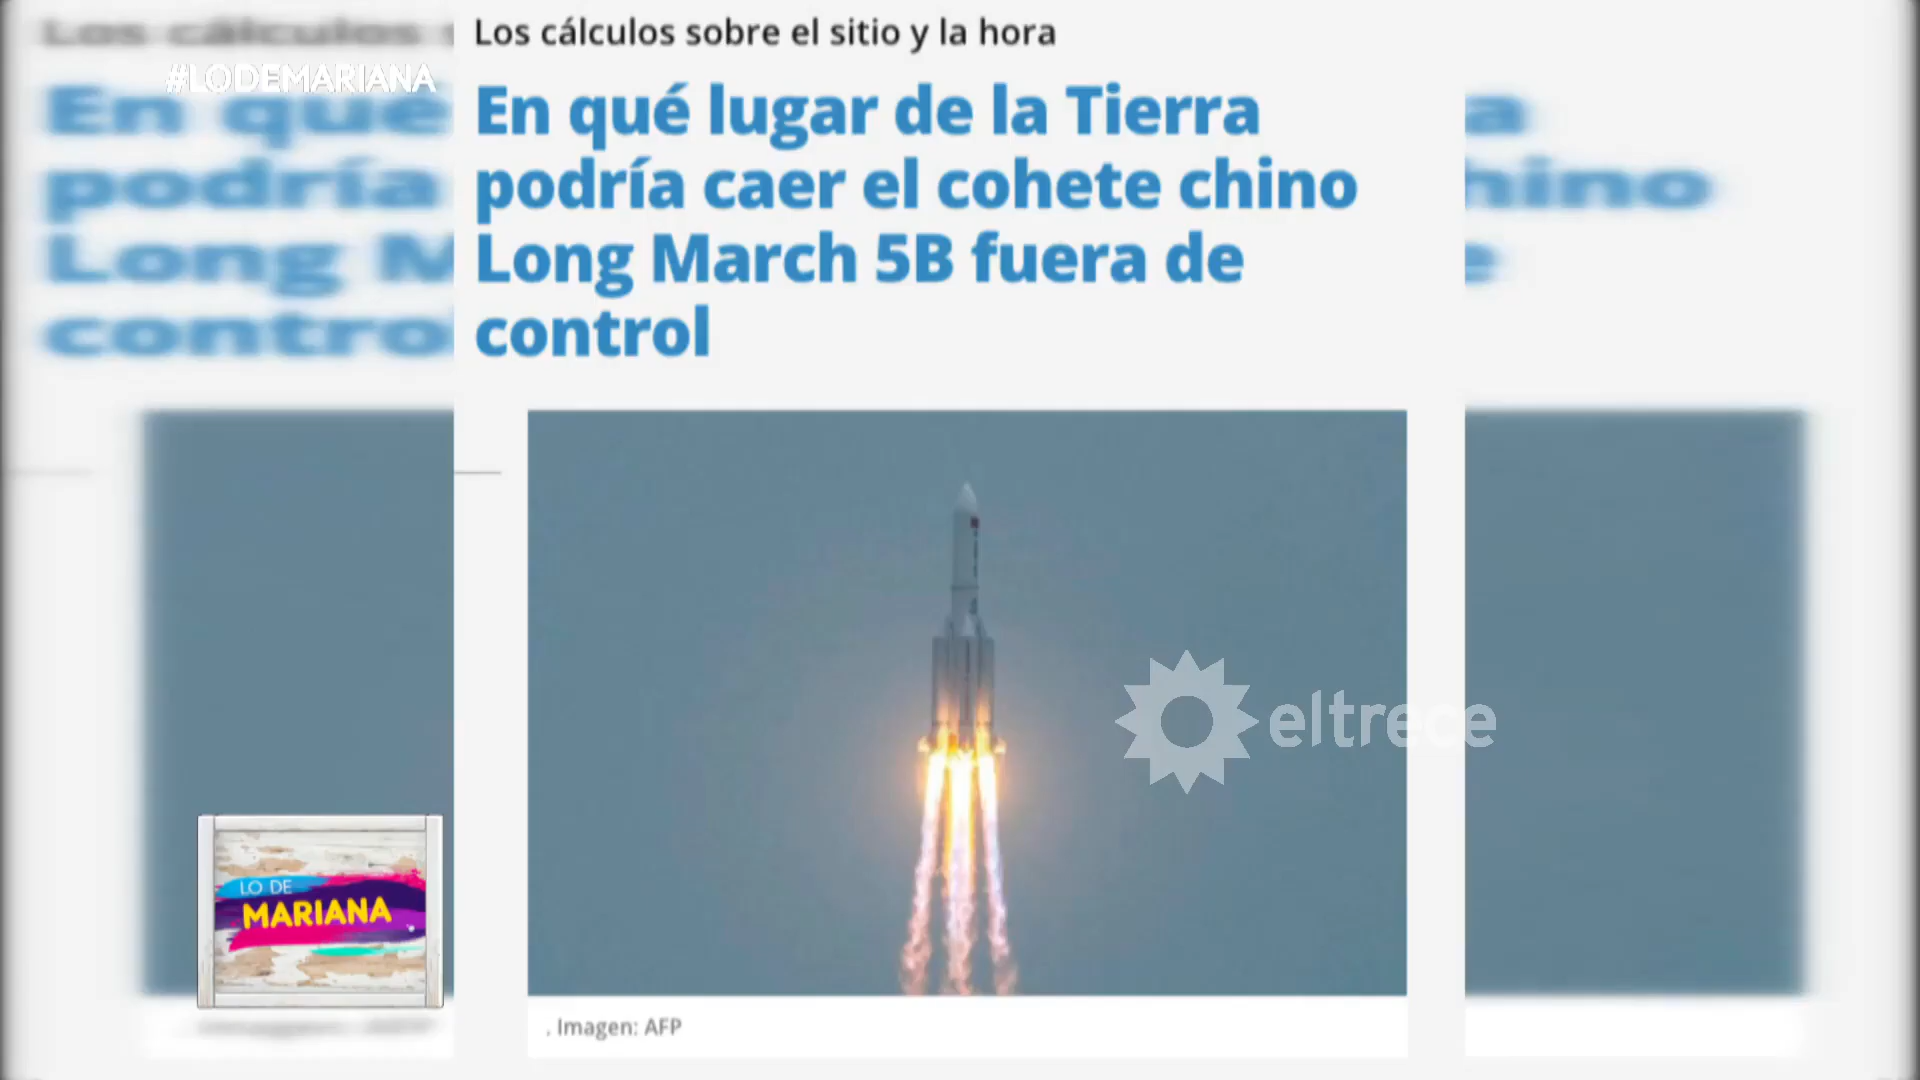 Los cálculos sobre el sitio y la hora
#LODEMARIANA
En qué lugar de la Tierra
podría caer el cohete chino
Long March 5B fuera de
control
eltrece
LO DE
MARIANA
. Imagen: AFP